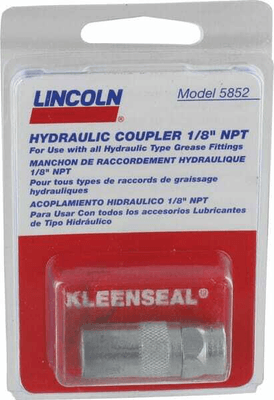 LINCOLN®
Model 5852
HYDRAULIC COUPLER 1/8" NPT
For Use with all Hydraulic Type Grease Fittings
MANCHON DE RACCORDEMENT HYDRAULIQUE
1/8" NPT
Pour tous types de raccords de graissage
hydrauliques
ACOPLAMIENTO HIDRAULICO 1/8" NPT
Para Usar Con todos los accesorios Lubricantes
de Tipo Hidráulico
KLEENSEAL®